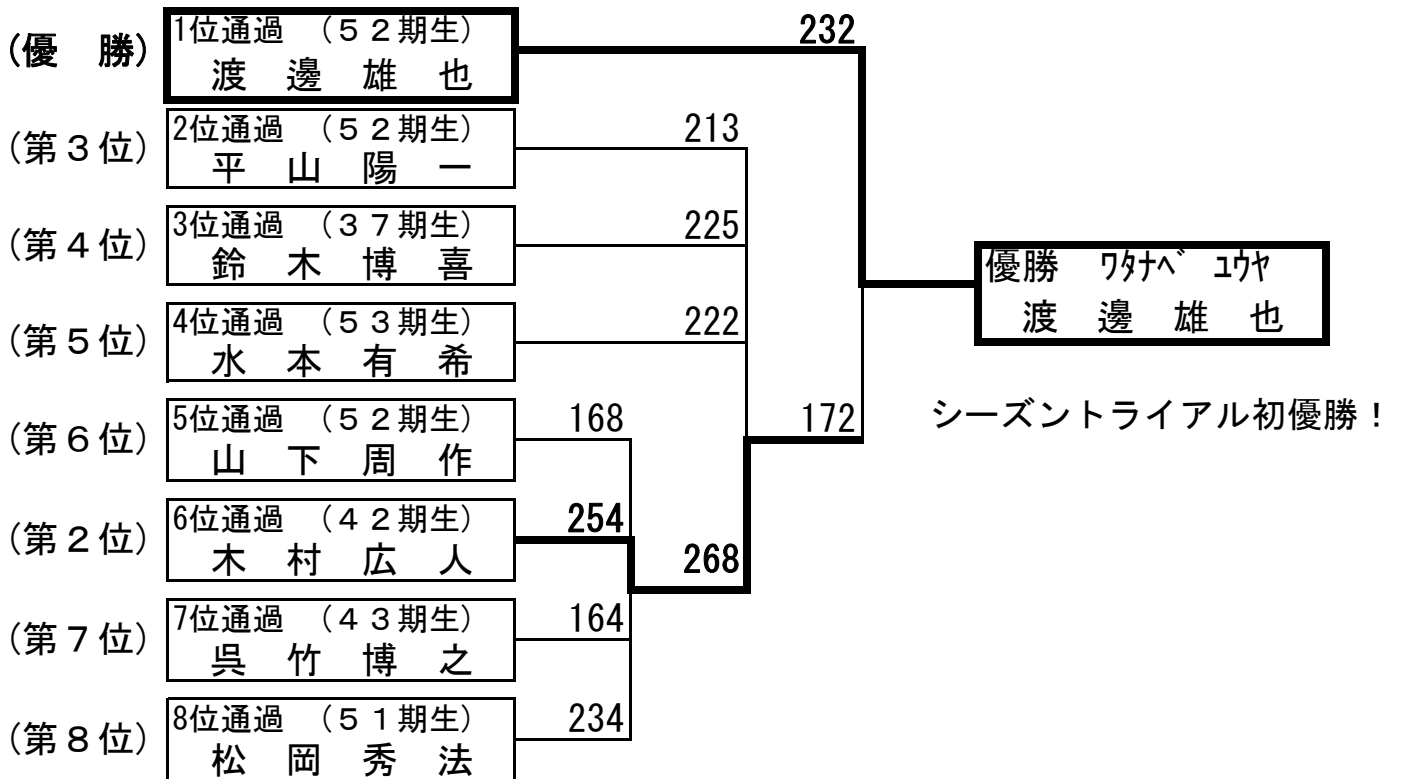 (優　勝)
1位通過　(５２期生)
渡　邊　雄　也
232
(第３位)
2位通過　(５２期生)
平　山　陽　一
213
(第４位)
3位通過　(３７期生)
鈴　木　博　喜
225
優勝　ﾜﾀﾅﾍﾞ ﾕｳﾔ
渡　邊　雄　也
(第５位)
4位通過　(５３期生)
水　本　有　希
222
(第６位)
5位通過　(５２期生)
山　下　周　作
168
172
シーズントライアル初優勝！
(第２位)
6位通過　(４２期生)
木　村　広　人
254
268
(第７位)
7位通過　(４３期生)
呉　竹　博　之
164
(第８位)
8位通過　(５１期生)
松　岡　秀　法
234